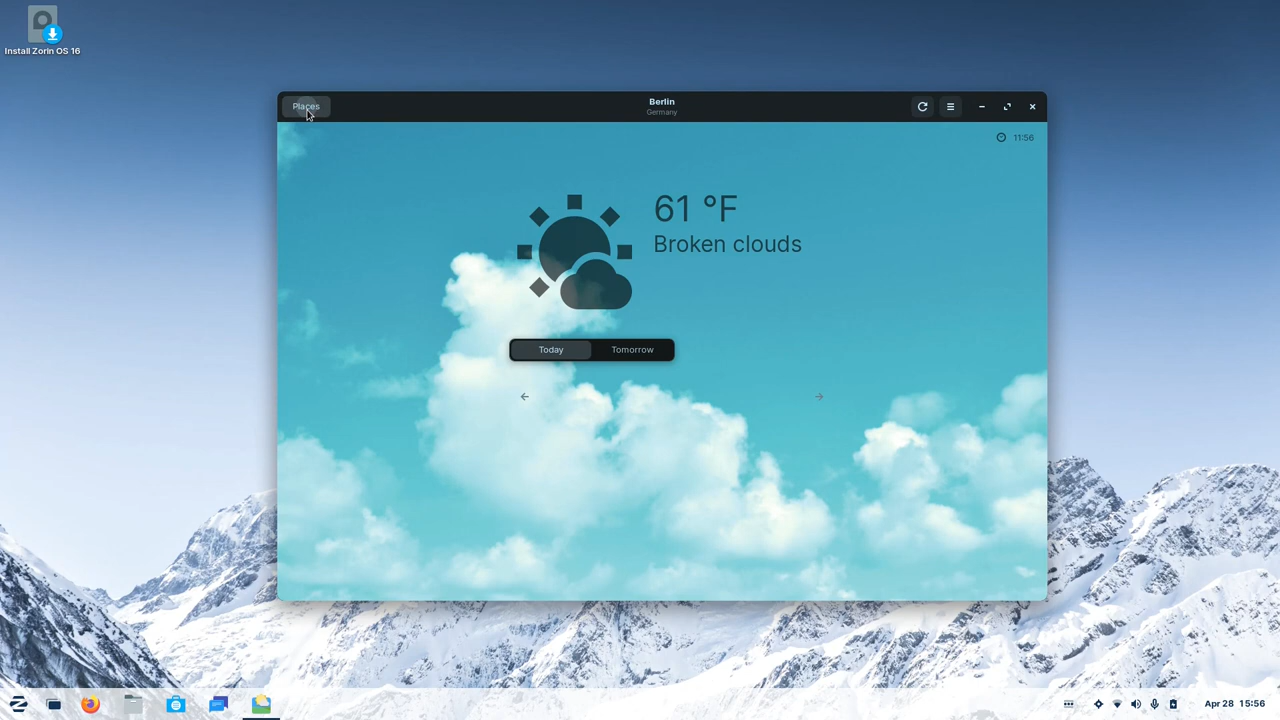 Install Zorin OS 16
Places
Berlin
Germany
11:56
61 °F
Broken clouds
Today
Tomorrow
Apr 28 15:56